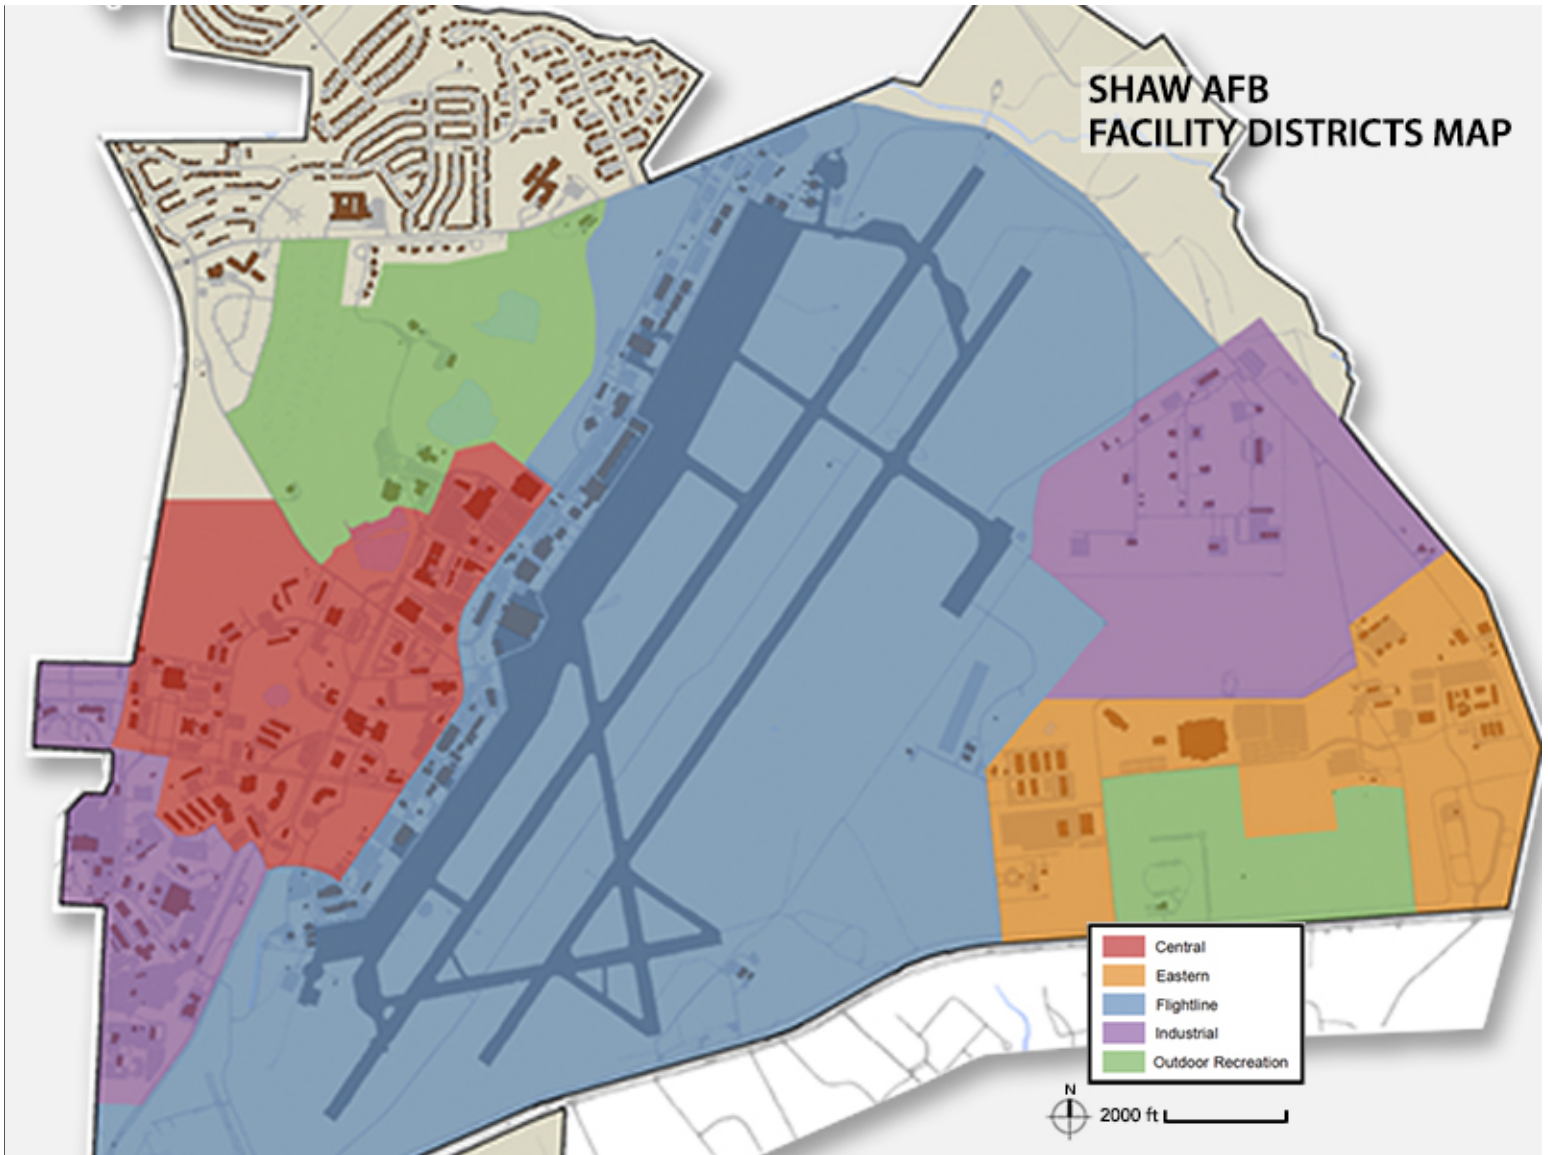 SHAW AFB
FACILITY DISTRICTS MAP
Central
Eastern
Flightline
Industrial
Outdoor Recreation
N
2000 ft